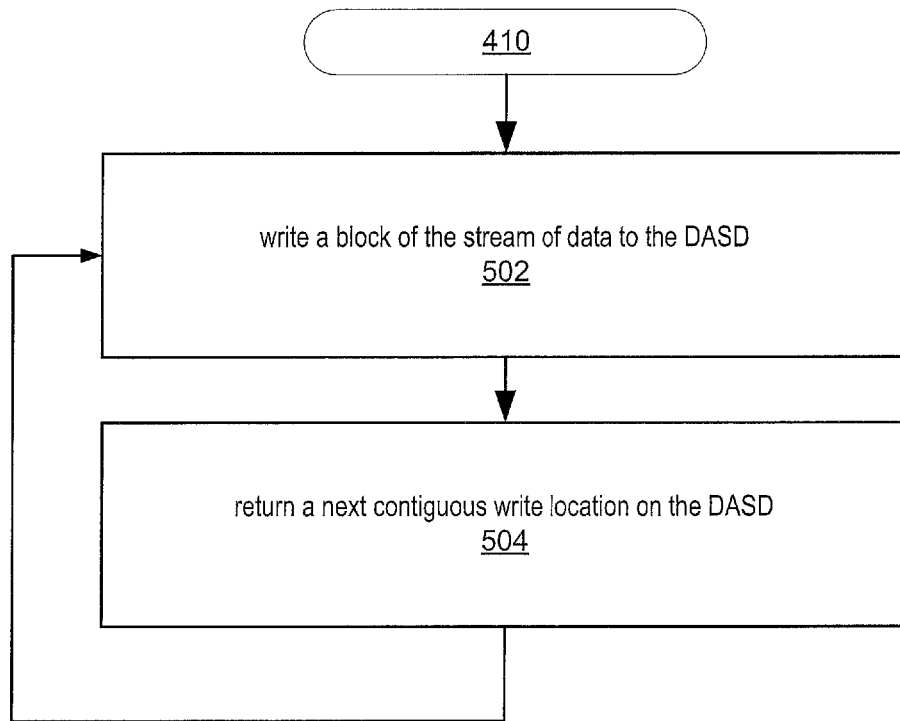 410
write a block of the stream of data to the DASD
502
return a next contiguous write location on the DASD
504